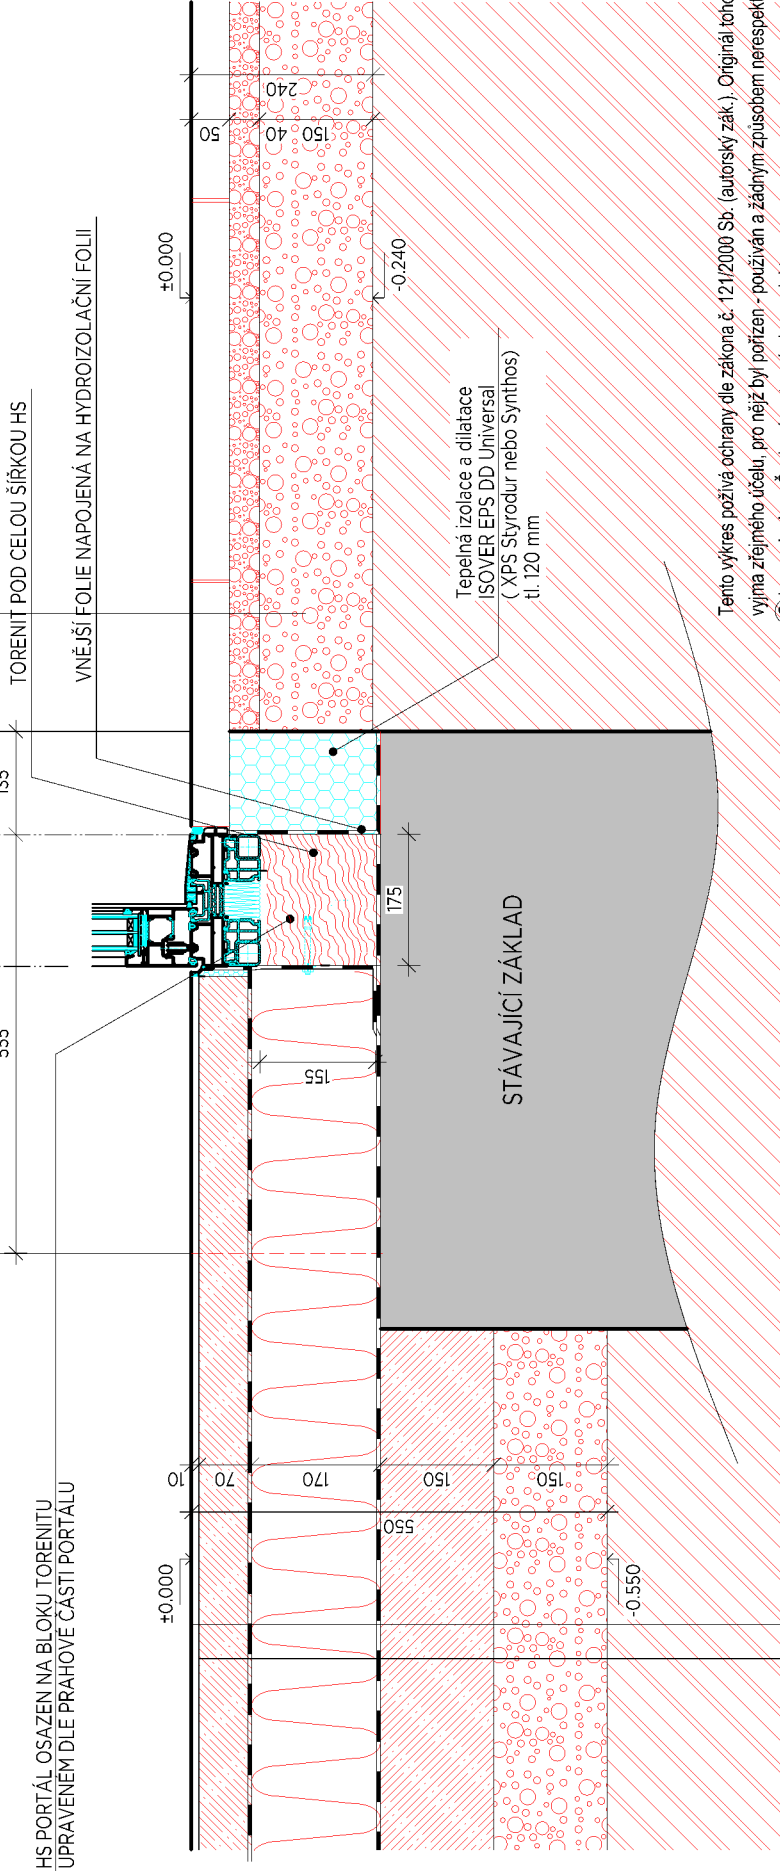 HS PORTÁL OSAZEN NA BLOKU TORENITU
UPRAVENÉM DLE PRAHOVÉ ČÁSTI PORTÁLU
TORENIT POD CELOU ŠÍŘKOU HS
VNĚJŠÍ FOLIE NAPOJENÁ NA HYDROIZOLAČNÍ FOLII
±0.000
10
70
170
150
150
550
-0.550
155
175
STÁVAJÍCÍ ZÁKLAD
±0.000
50
40
150
240
-0.240
Tepelná izolace a dilatace
ISOVER EPS DD Universal
( XPS Styrodur nebo Synthos)
tl. 120 mm
Tento výkres požívá ochrany dle zákona č. 121/2000 Sb. (autorský zák.). Originál
vyjma zřejmého účelu, pro nějž byl pořízen - používán a žádným způsobem